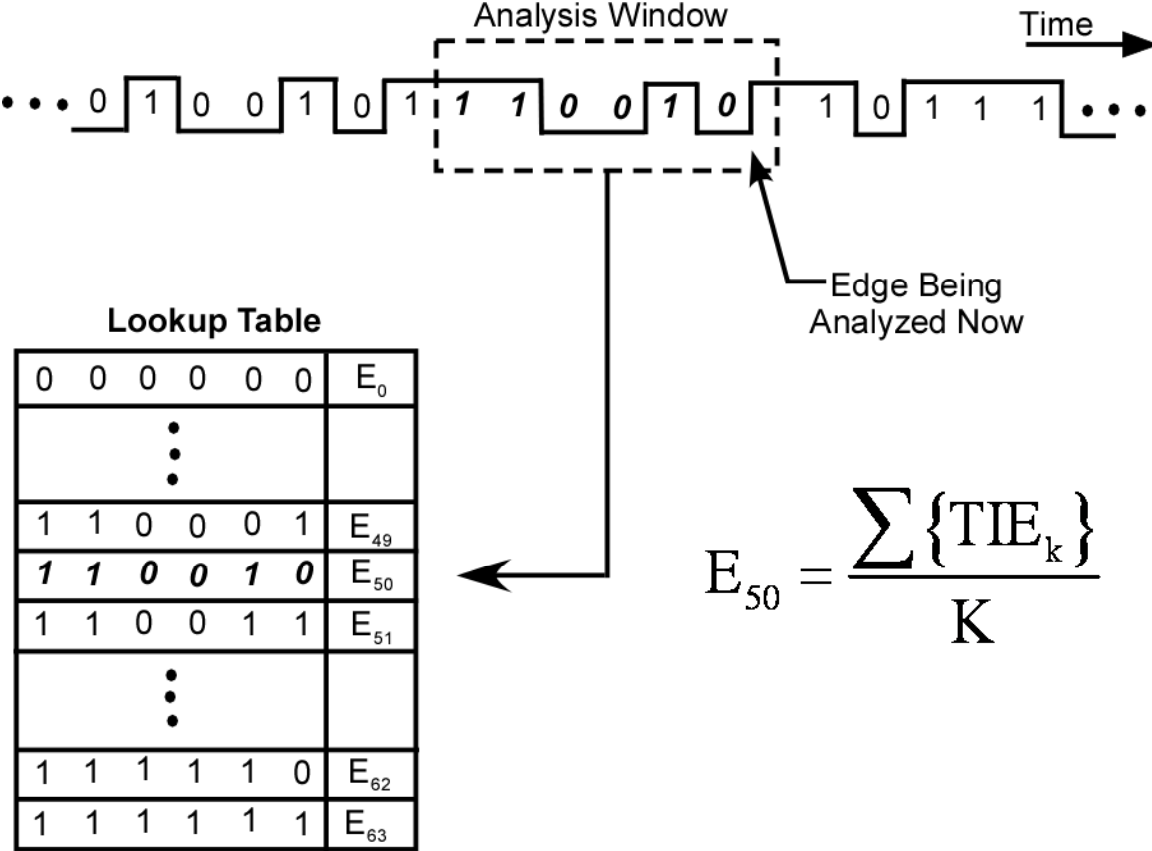 Analysis Window
Time
• • • 0 1 0 0 1 0 1 1 1 0 0 1 0 1 0 1 1 1 • • •
Edge Being
Analyzed Now
Lookup Table
0 0 0 0 0 0 E₀
1 1 0 0 0 1 E₄₉
1 1 0 0 1 0 E₅₀
1 1 0 0 1 1 E₅₁
1 1 1 1 1 0 E₆₂
1 1 1 1 1 1 E₆₃
E₅₀ = ∑ {TIEₖ} / K